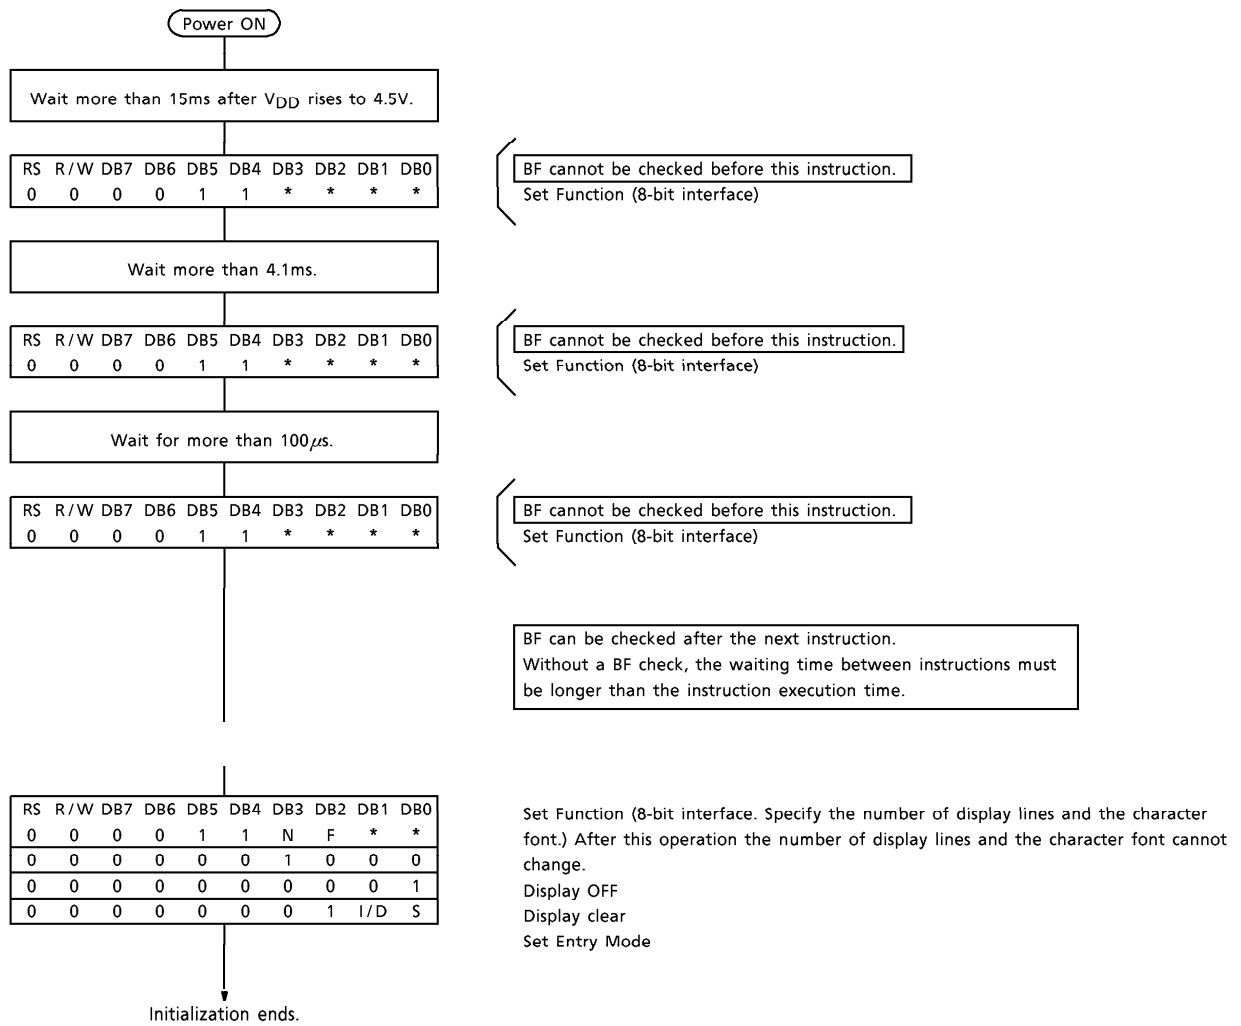 Power ON
Wait more than 15ms after VDD rises to 4.5V.
RS R/W DB7 DB6 DB5 DB4 DB3 DB2 DB1 DB0
0 0 0 0 1 1 * * * *
BF cannot be checked before this instruction.
Set Function (8-bit interface)
Wait more than 4.1ms.
RS R/W DB7 DB6 DB5 DB4 DB3 DB2 DB1 DB0
0 0 0 0 1 1 * * * *
BF cannot be checked before this instruction.
Set Function (8-bit interface)
Wait for more than 100μs.
RS R/W DB7 DB6 DB5 DB4 DB3 DB2 DB1 DB0
0 0 0 0 1 1 * * * *
BF cannot be checked before this instruction.
Set Function (8-bit interface)
BF can be checked after the next instruction.
Without a BF check, the waiting time between instructions must
be longer than the instruction execution time.
RS R/W DB7 DB6 DB5 DB4 DB3 DB2 DB1 DB0
0 0 0 0 1 1 N F * *
0 0 0 0 0 0 1 0 0 0
0 0 0 0 0 0 0 0 0 1
0 0 0 0 0 0 0 1 I/D S
Set Function (8-bit interface. Specify the number of display lines and the character
font.) After this operation the number of display lines and the character font cannot
change.
Display OFF
Display clear
Set Entry Mode
Initialization ends.